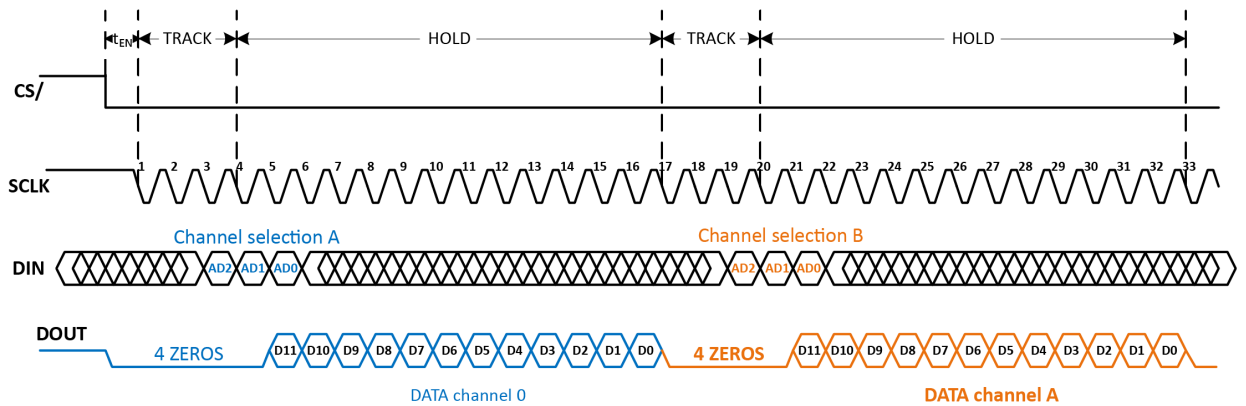 tEN TRACK HOLD TRACK HOLD
CS/
1 2 3 4 5 6 7 8 9 10 11 12 13 14 15 16 17 18 19 20 21 22 23 24 25 26 27 28 29 30 31 32 33
SCLK
Channel selection A Channel selection B
DIN AD2 AD1 AD0 AD2 AD1 AD0
DOUT
4 ZEROS D11 D10 D9 D8 D7 D6 D5 D4 D3 D2 D1 D0 4 ZEROS D11 D10 D9 D8 D7 D6 D5 D4 D3 D2 D1 D0
DATA channel 0 DATA channel A